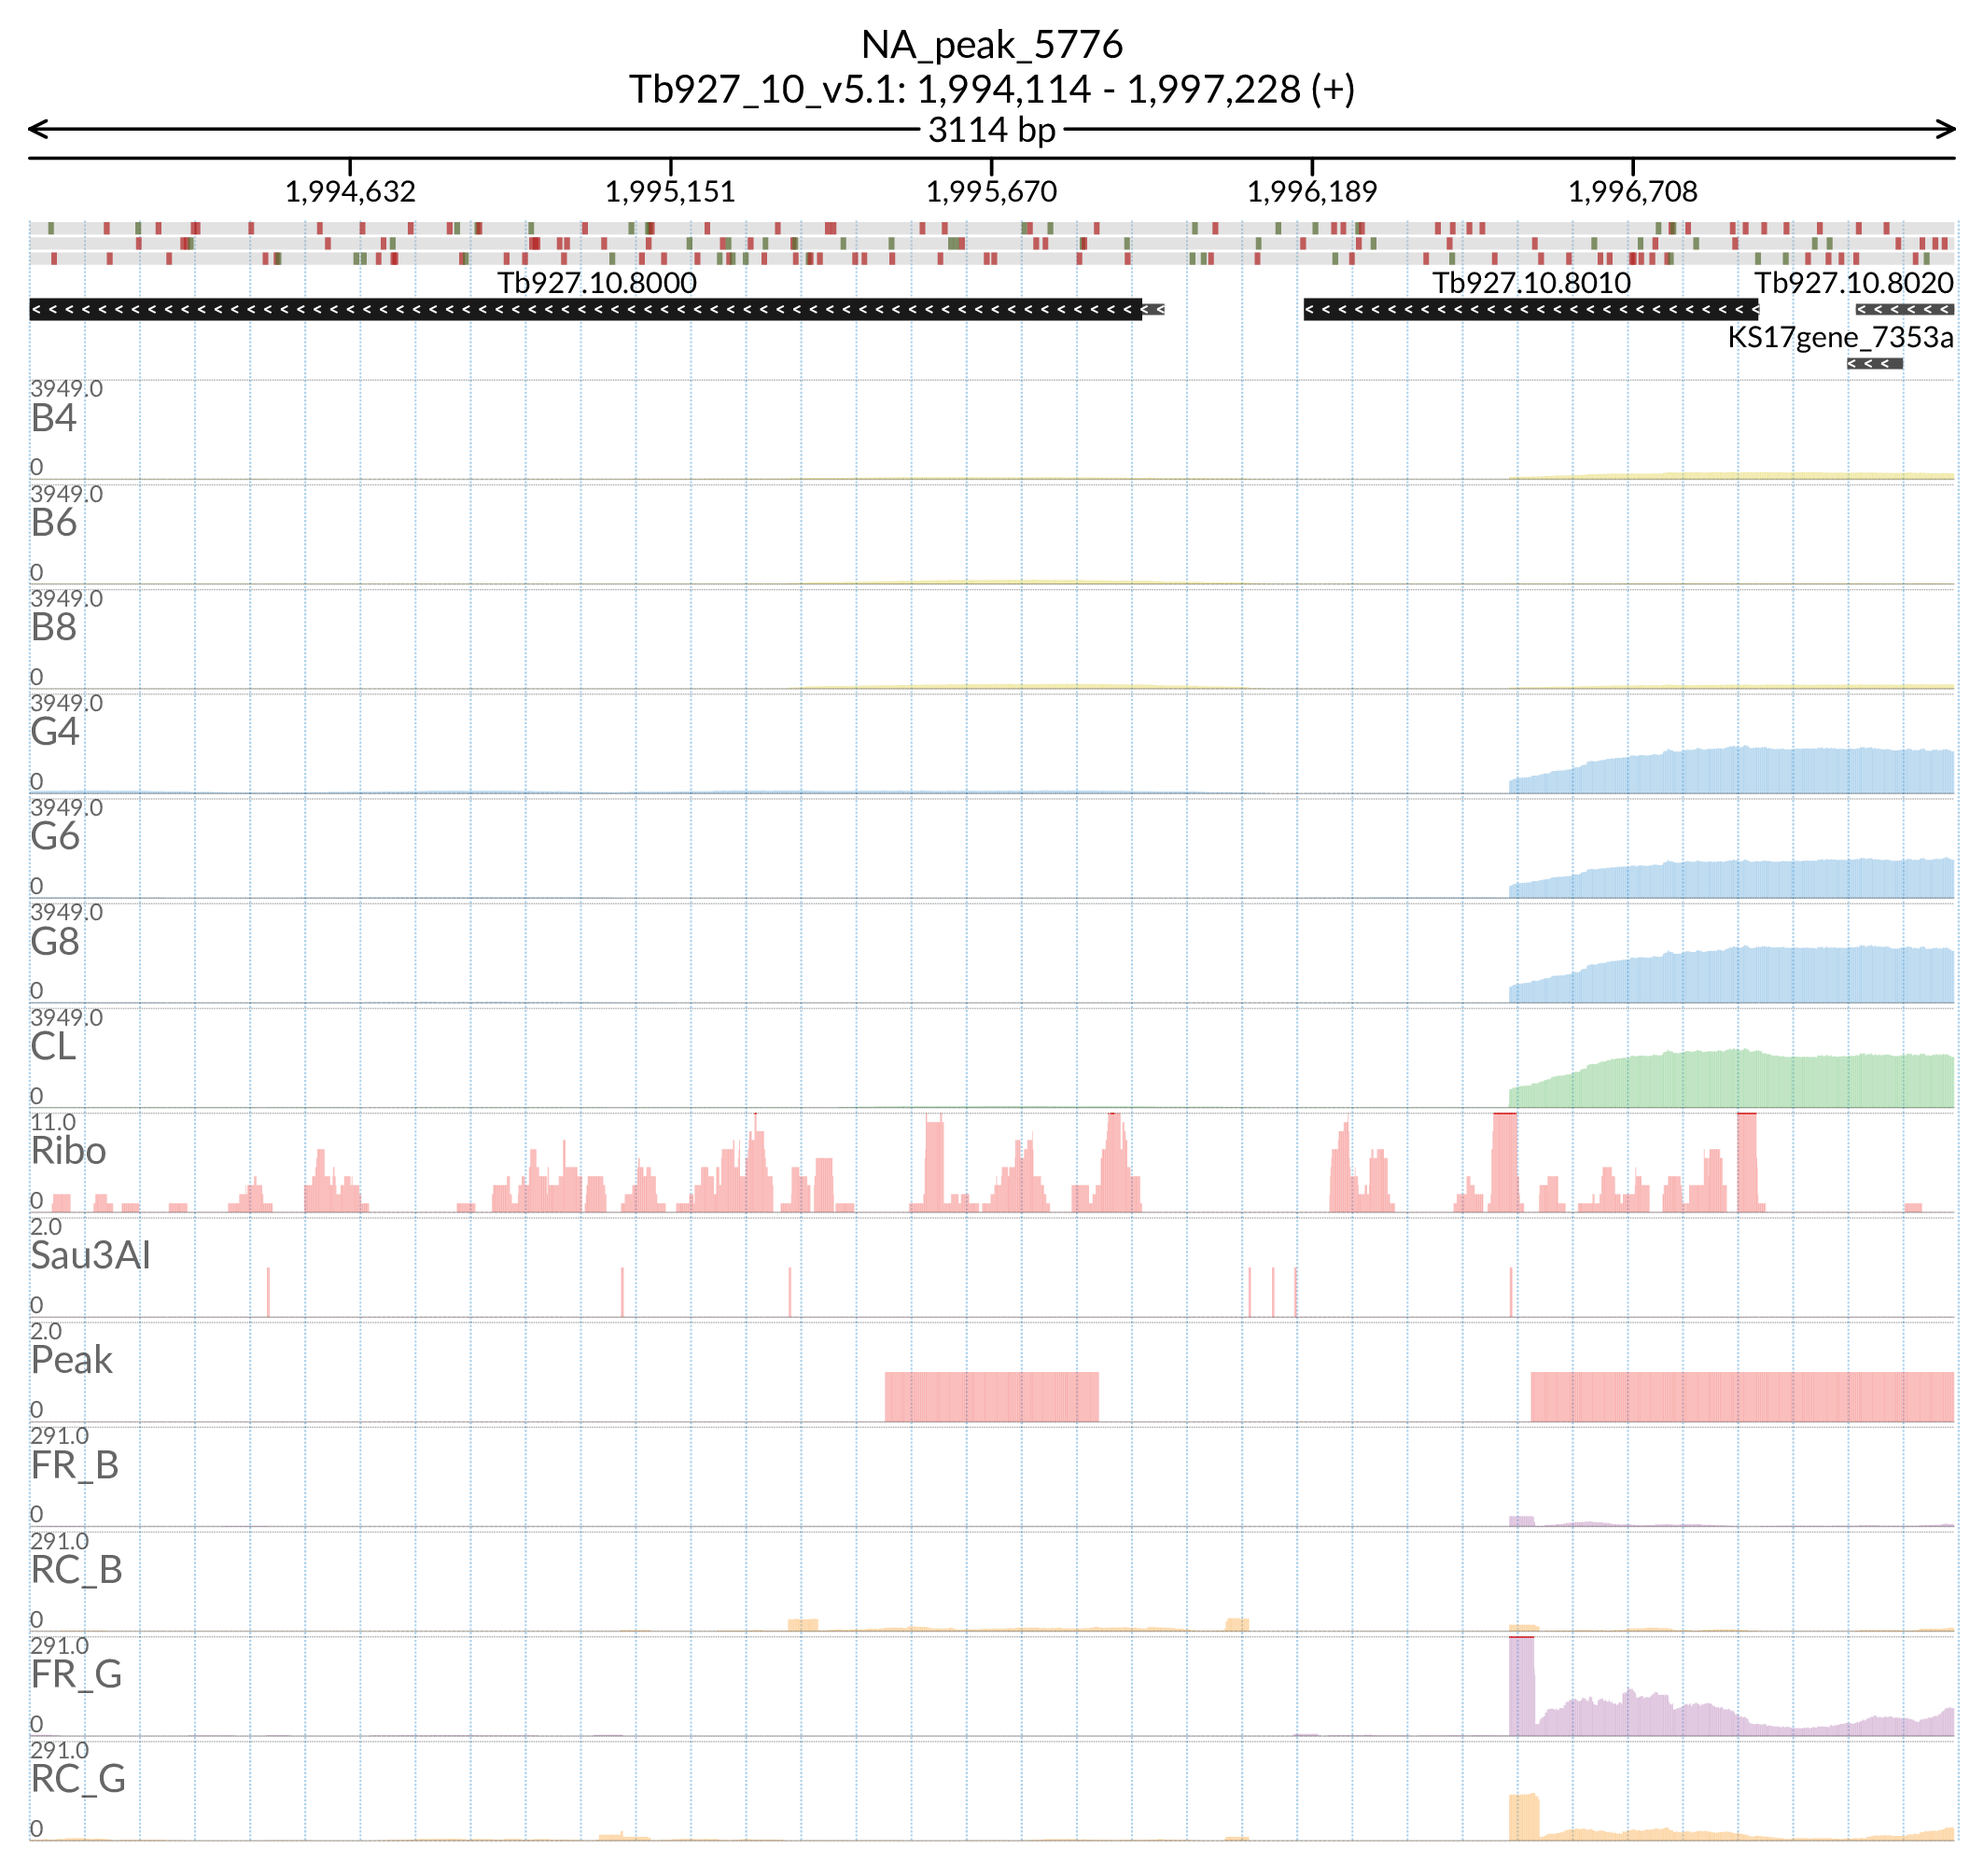 NA_peak_5776
Tb927_10_v5.1: 1,994,114 - 1,997,228 (+)
3114 bp
1,994,632 1,995,151 1,995,670 1,996,189 1,996,708
Tb927.10.8000 Tb927.10.8010 Tb927.10.8020
KS17gene_7353a
3949.0
B4
0
3949.0
B6
0
3949.0
B8
0
3949.0
G4
0
3949.0
G6
0
3949.0
G8
0
3949.0
CL
0
11.0
Ribo
0
2.0
Sau3AI
0
2.0
Peak
0
291.0
FR_B
0
291.0
RC_B
0
291.0
FR_G
0
291.0
RC_G
0